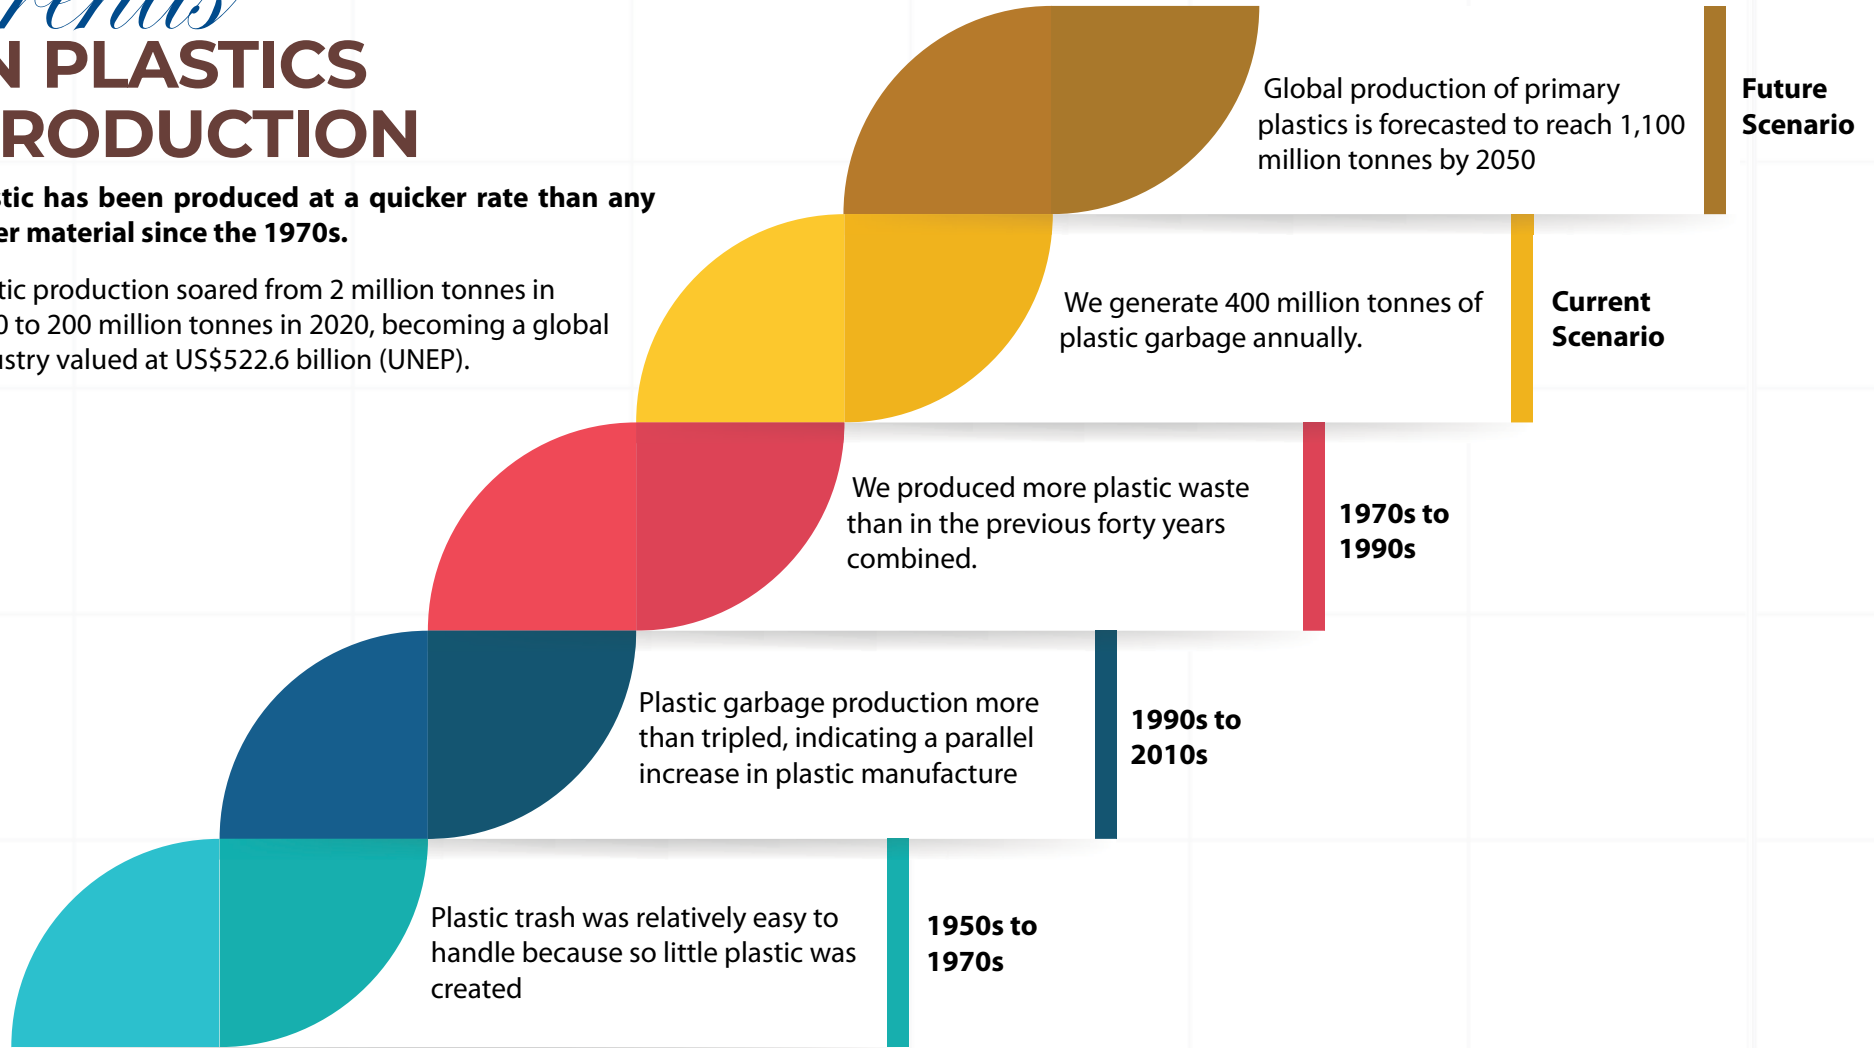 PLASTICS
RODUCTION
has been produced at a quicker rate than any
material since the 1970s.
production soared from 2 million tonnes in
to 200 million tonnes in 2020, becoming a global
valued at US$522.6 billion (UNEP).
Global production of primary
plastics is forecasted to reach 1,100
million tonnes by 2050
Future
Scenario
We generate 400 million tonnes of
plastic garbage annually.
Current
Scenario
We produced more plastic waste
than in the previous forty years
combined.
1970s to
1990s
Plastic garbage production more
than tripled, indicating a parallel
increase in plastic manufacture
1990s to
2010s
Plastic trash was relatively easy to
handle because so little plastic was
created
1950s to
1970s